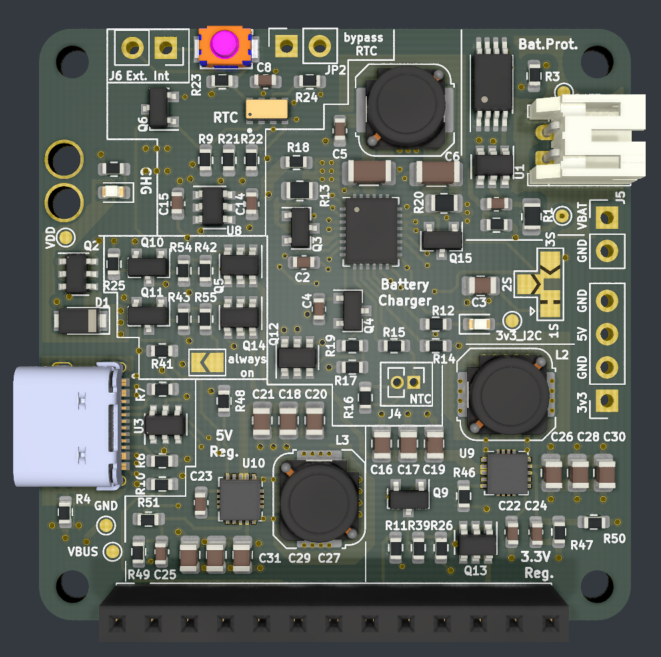 bypass
RTC
J6 Ext. Int
JP2
C8
R23
R24
RTC
Q6
Bat.Prot.
R3
U1
R9 R21 R22
R18
C5
C6
CHG
R13
R20
C15
C14
U8
Q3
Q15
R1
VBAT
J5
GND
VDD
Q2
Q10
R54 R42
Q5
C2
R25
3S
2S
1S
Battery
Charger
C3
GND
D1
Q11
R43 R55
C4
Q4
R12
3v3_I2C
5V
Q14
Q12
R19
R15
R14
L2
always
on
R41
R17
GND
R48
R16
J4
NTC
3v3
U3
C21 C18 C20
5V
Reg.
L3
C16 C17 C19
U9
C26 C28 C30
U10
R46
R6
C23
Q9
R10
R4
GND
R51
C22 C24
R11 R39 R26
R47
R50
VBUS
R49 C25
C31
C29 C27
Q13
3.3V
Reg.